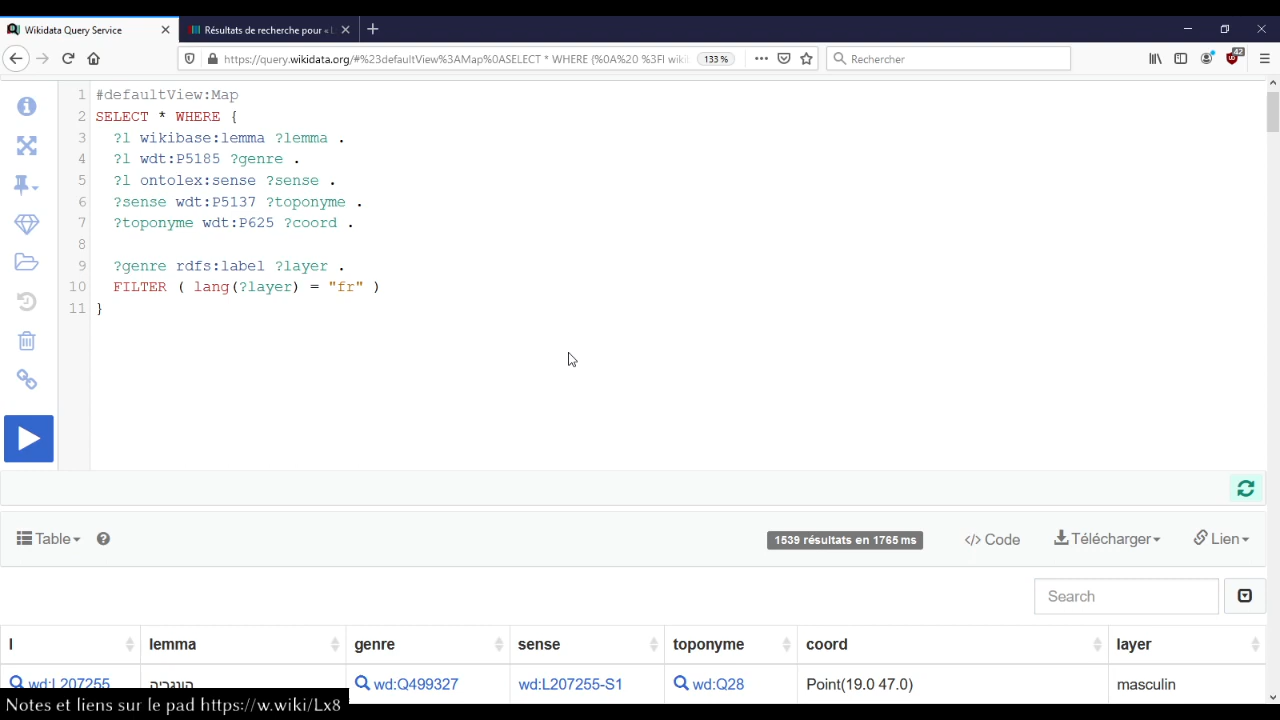 Wikidata Query Service
Résultats de recherche pour « L
https://query.wikidata.org/#%23defaultView%3AMap%0ASELECT * WHERE {%0A%20 %3Fl wiki
133 %
Rechercher
42
1 #defaultView:Map
2 SELECT * WHERE {
3 ?l wikibase:lemma ?lemma .
4 ?l wdt:P5185 ?genre .
5 ?l ontolex:sense ?sense .
6 ?sense wdt:P5137 ?toponyme .
7 ?toponyme wdt:P625 ?coord .
8
9 ?genre rdfs:label ?layer .
10 FILTER ( lang(?layer) = "fr" )
11 }
Table
1539 résultats en 1765 ms
</> Code
Télécharger
Lien
Search
l lemma genre sense toponyme coord layer
wd:L207255 הונגריה wd:Q499327 wd:L207255-S1 wd:Q28 Point(19.0 47.0) masculin
Notes et liens sur le pad https://w.wiki/Lx8